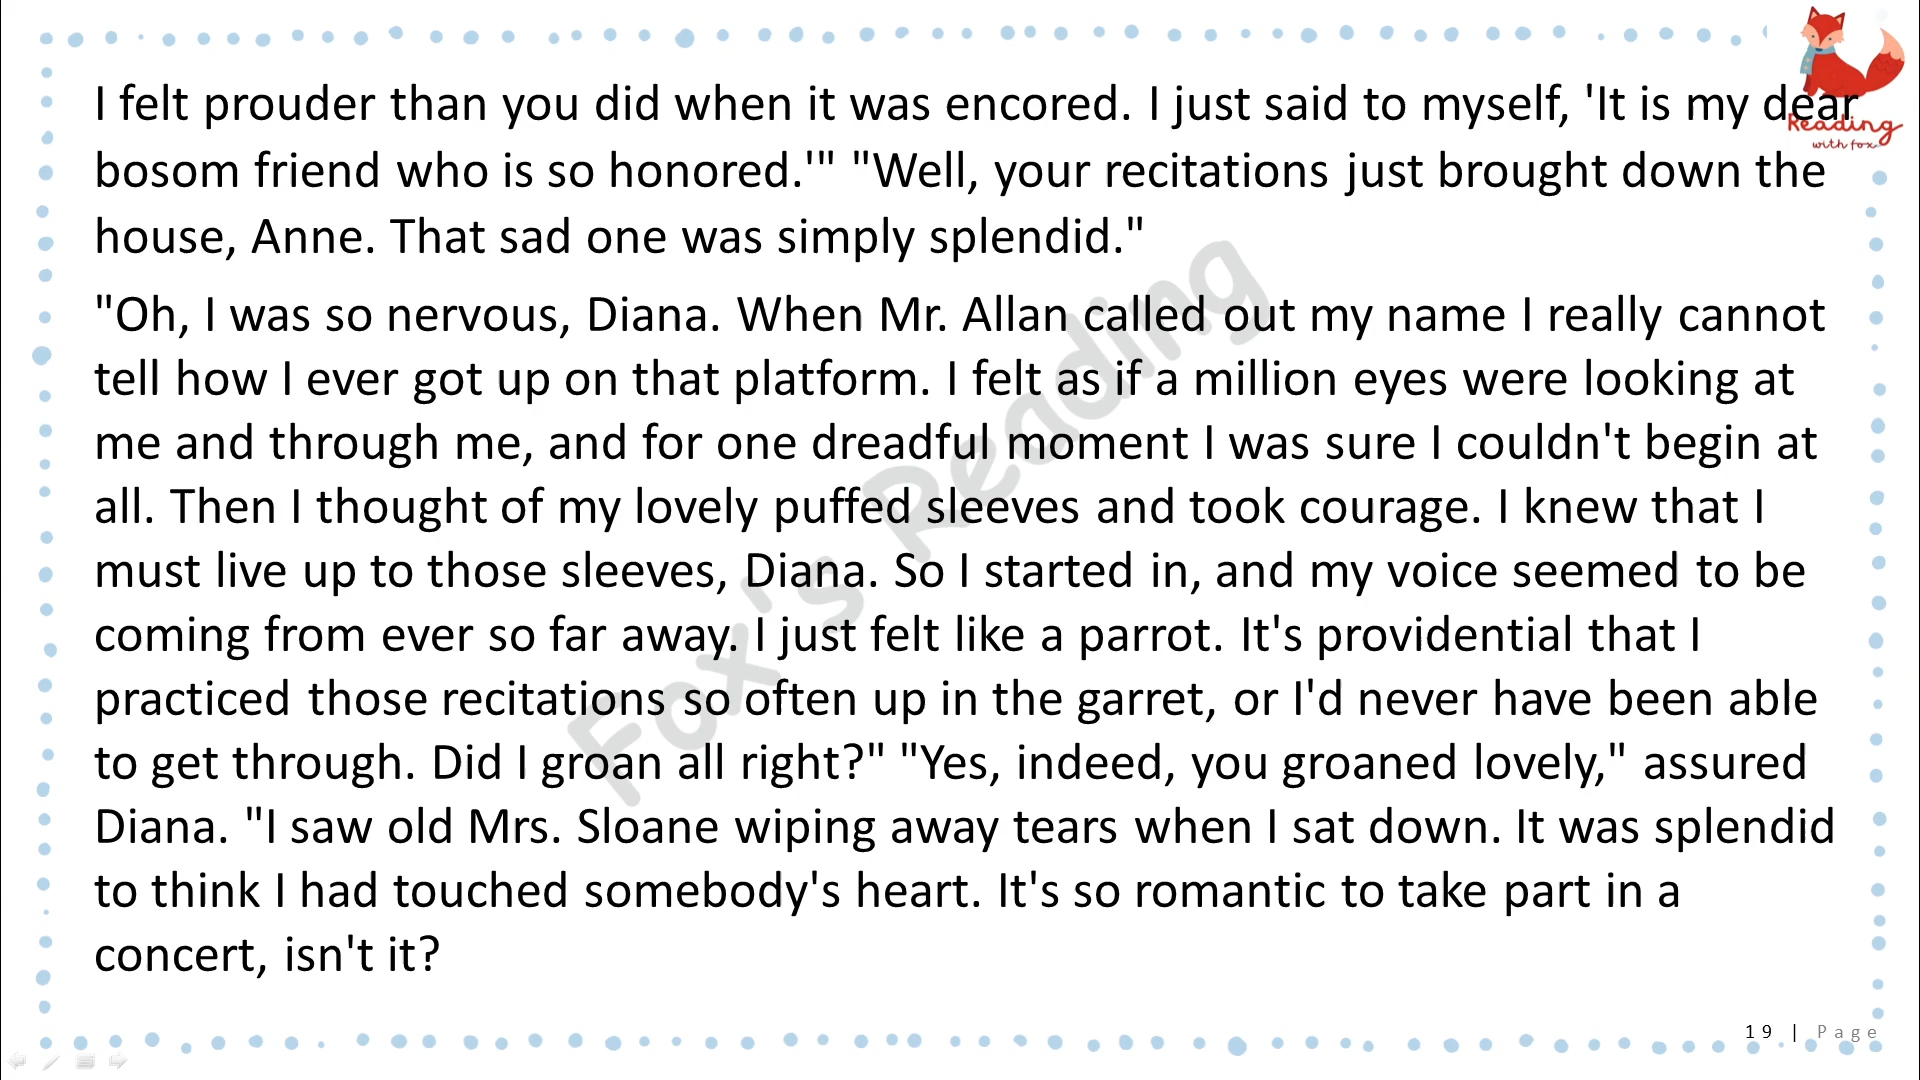 I felt prouder than you did when it was encored. I just said to myself, 'It is my dear
bosom friend who is so honored.'" "Well, your recitations just brought down the
house, Anne. That sad one was simply splendid."
"Oh, I was so nervous, Diana. When Mr. Allan called out my name I really cannot
tell how I ever got up on that platform. I felt as if a million eyes were looking at
me and through me, and for one dreadful moment I was sure I couldn't begin at
all. Then I thought of my lovely puffed sleeves and took courage. I knew that I
must live up to those sleeves, Diana. So I started in, and my voice seemed to be
coming from ever so far away. I just felt like a parrot. It's providential that I
practiced those recitations so often up in the garret, or I'd never have been able
to get through. Did I groan all right?" "Yes, indeed, you groaned lovely," assured
Diana. "I saw old Mrs. Sloane wiping away tears when I sat down. It was splendid
to think I had touched somebody's heart. It's so romantic to take part in a
concert, isn't it?
Reading
with fox
Fox's Reading
19 | Page